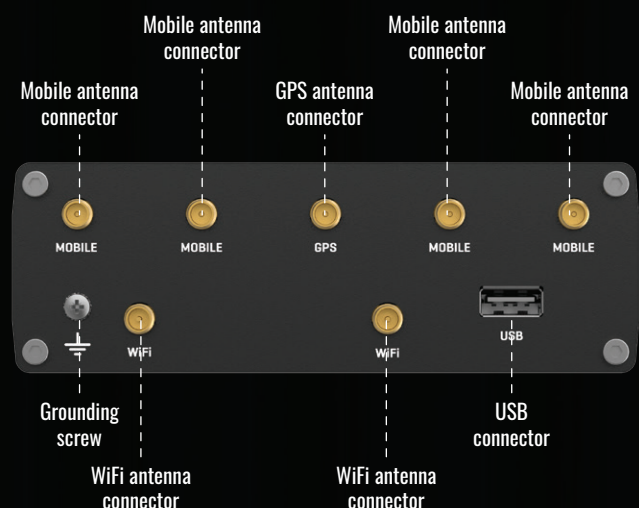 Mobile antenna
connector
Mobile antenna
connector
Mobile antenna
connector
GPS antenna
connector
Mobile antenna
connector
MOBILE
MOBILE
GPS
MOBILE
MOBILE
WiFi
WiFi
USB
Grounding
screw
USB
connector
WiFi antenna
connector
WiFi antenna
connector